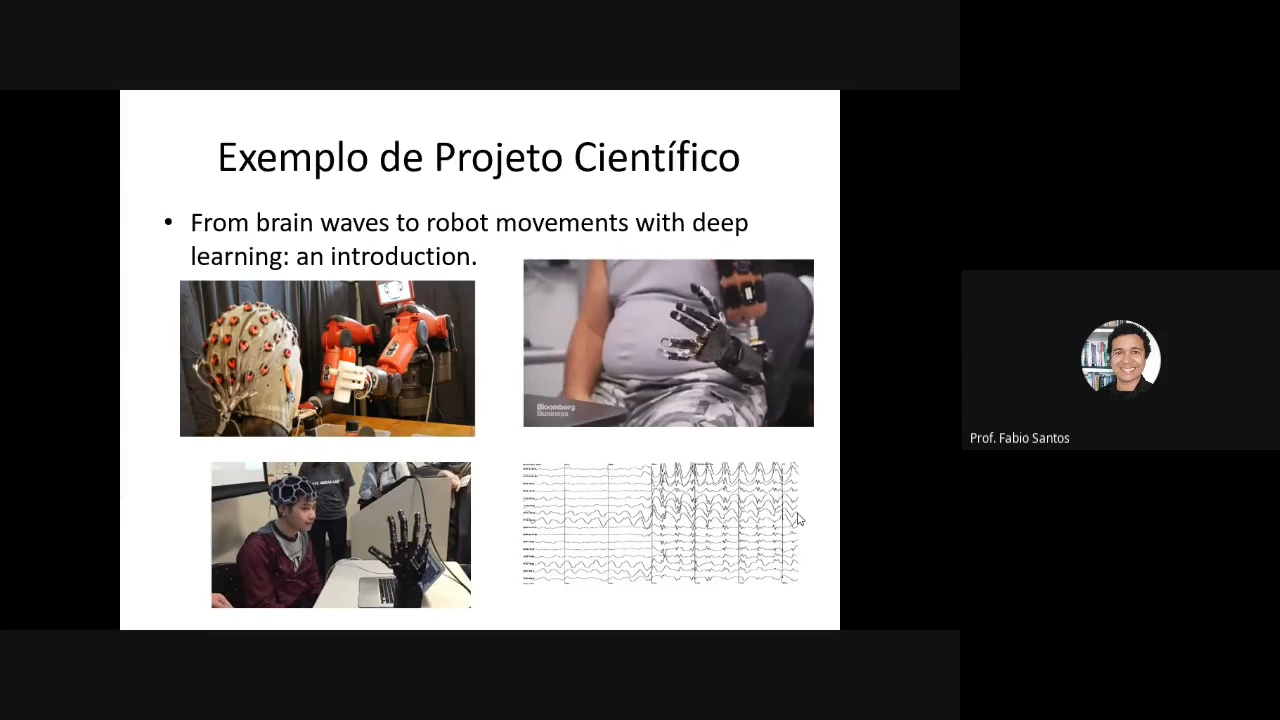 Exemplo de Projeto Científico
• From brain waves to robot movements with deep
learning: an introduction.
Bloomberg
Business
Prof. Fabio Santos